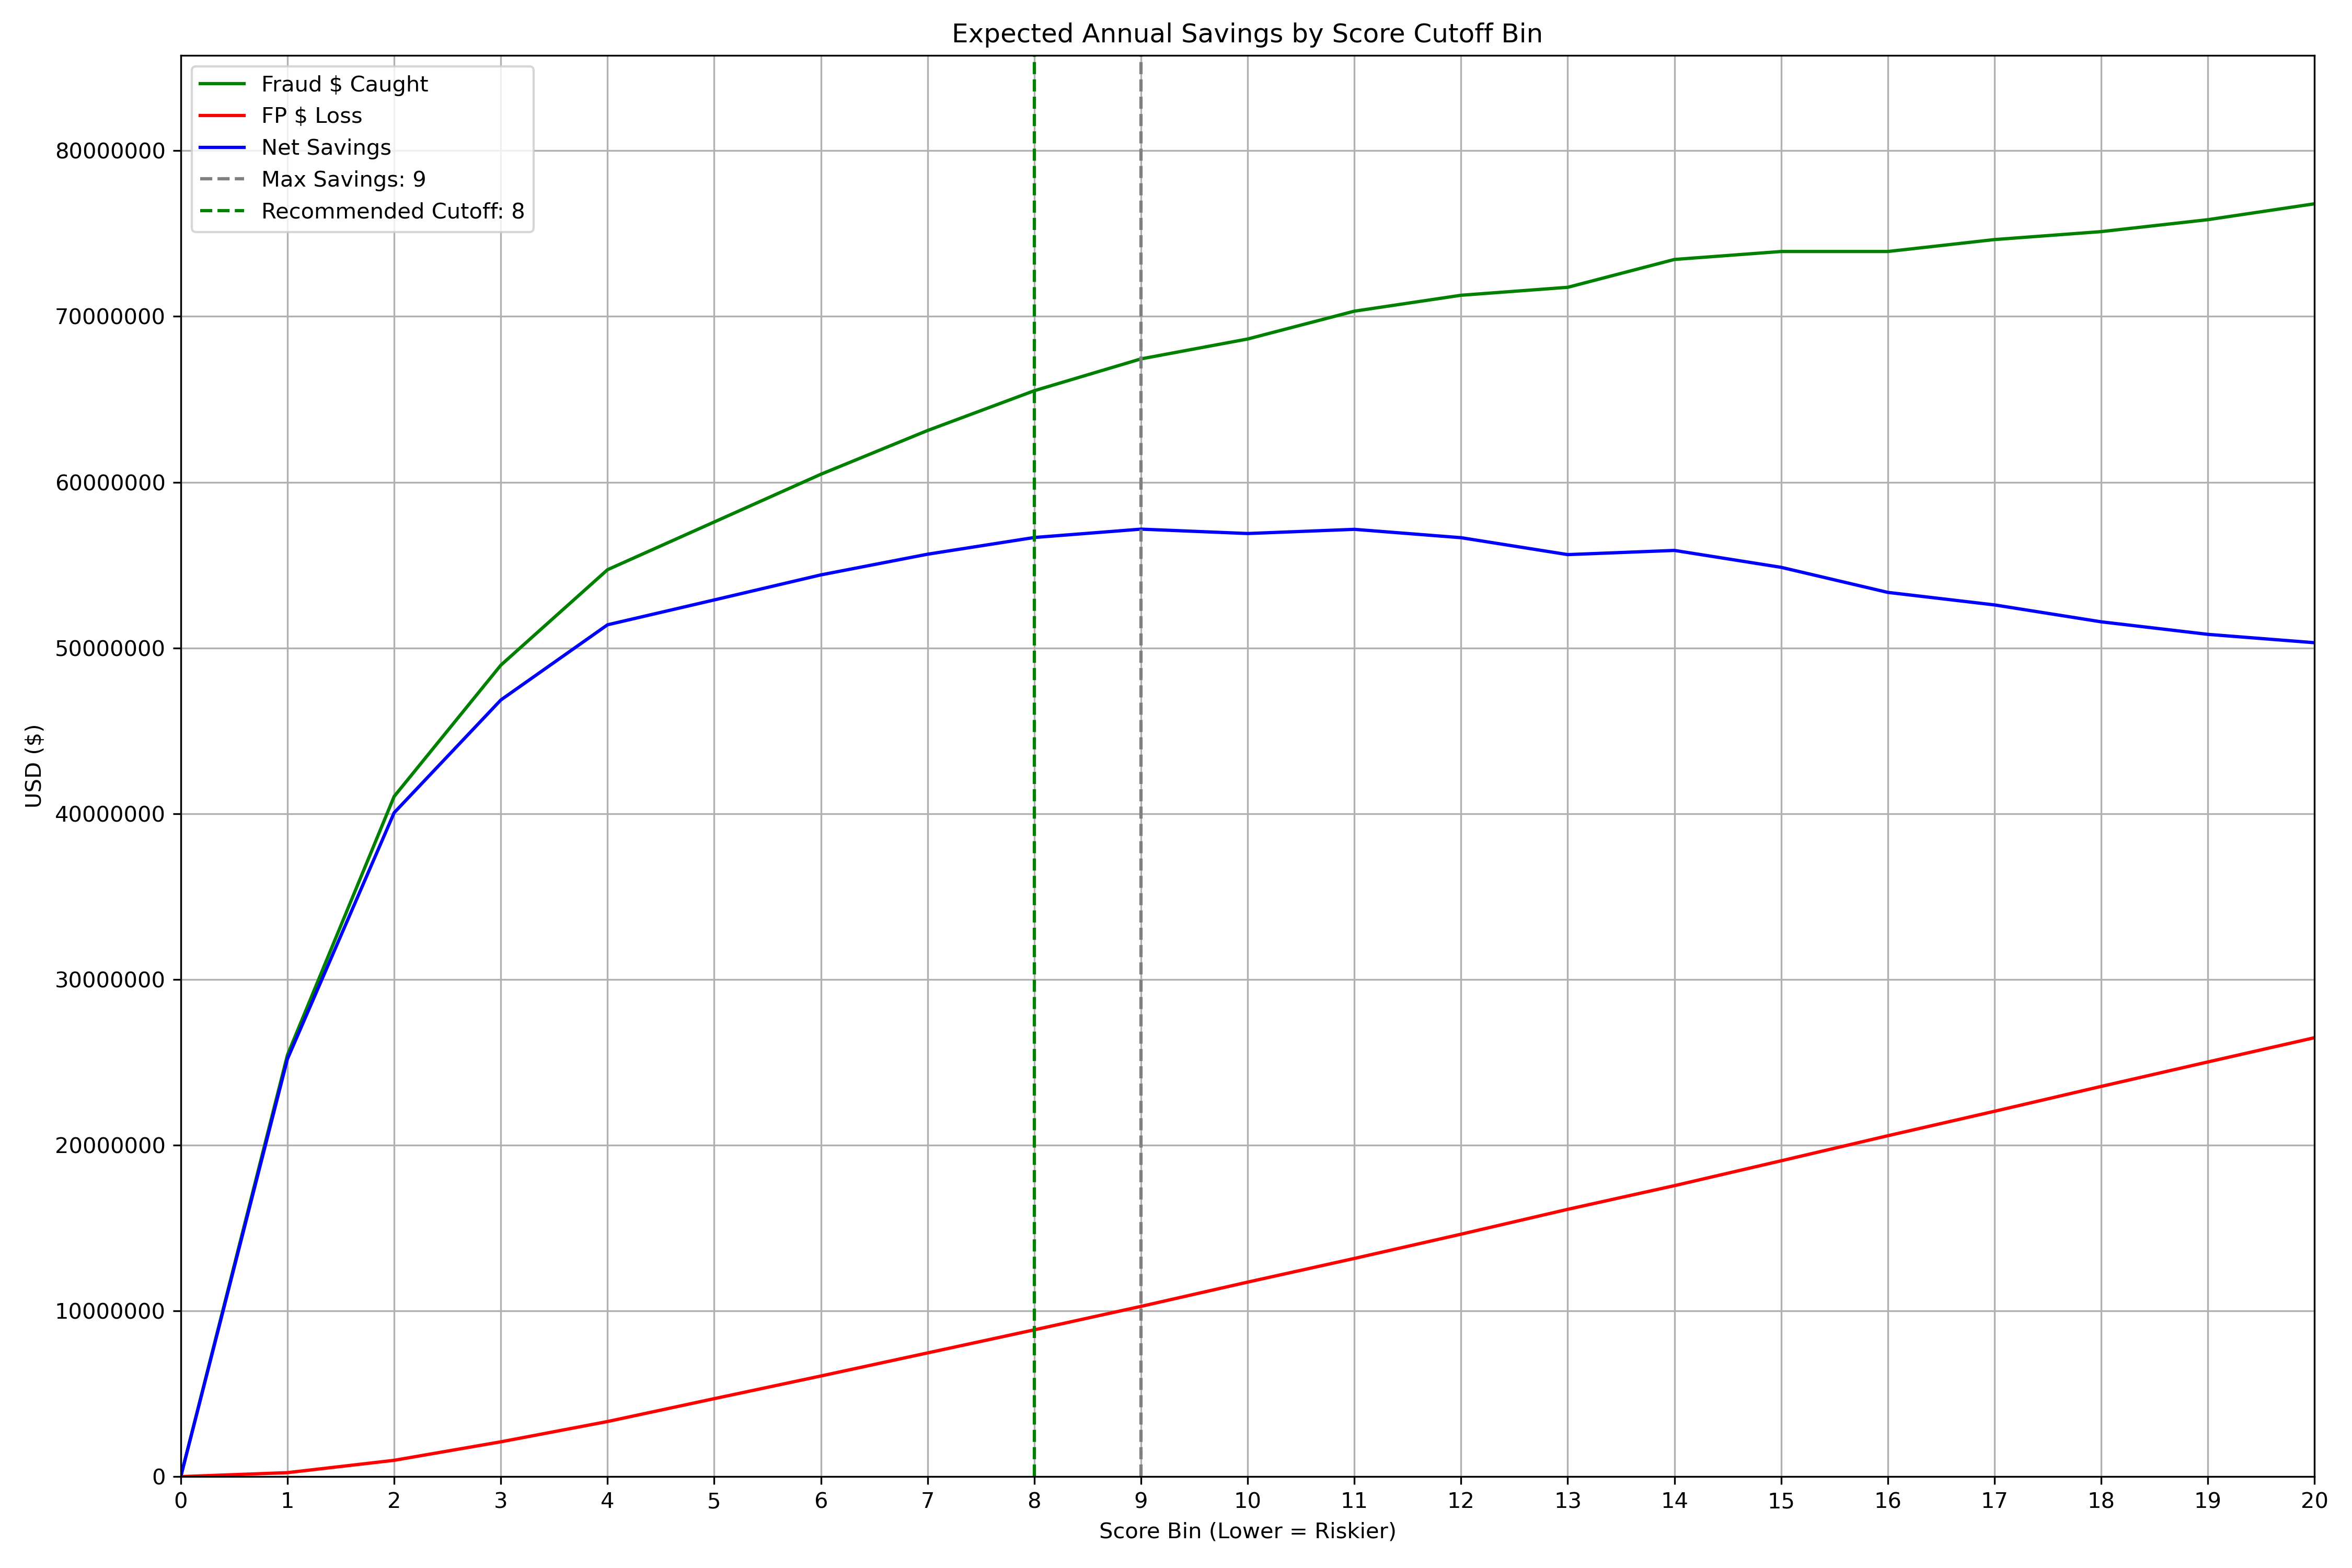 Expected Annual Savings by Score Cutoff Bin
Fraud $ Caught
FP $ Loss
Net Savings
Max Savings: 9
Recommended Cutoff: 8
80000000
70000000
60000000
50000000
40000000
30000000
20000000
10000000
0
USD ($)
0 1 2 3 4 5 6 7 8 9 10 11 12 13 14 15 16 17 18 19 20
Score Bin (Lower = Riskier)